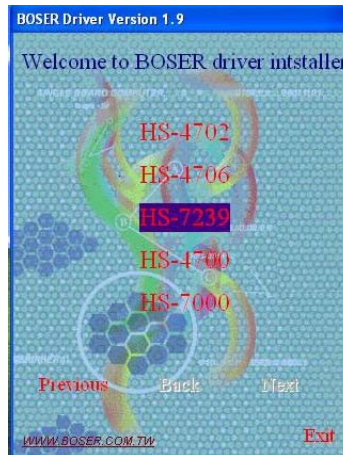 BOSER Driver Version 1.9
Welcome to BOSER driver intstaller
HS-4702
HS-4706
HS-7239
HS-4700
HS-7000
Previous Back Next
WWW.BOSER.COM.TW Exit